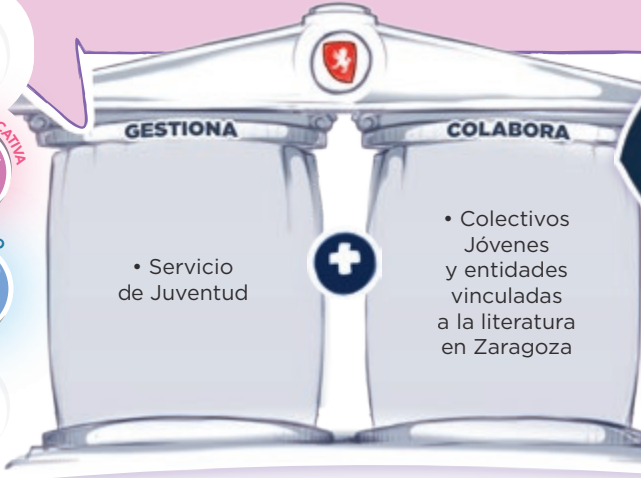 GESTIONA
COLABORA
• Servicio
de Juventud
• Colectivos
Jóvenes
y entidades
vinculadas
a la literatura
en Zaragoza